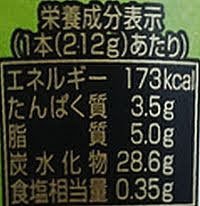 栄養成分表示
(1本(212g)あたり)
エネルギー 173kcal
たんぱく質 3.5g
脂質 5.0g
炭水化物 28.6g
食塩相当量 0.35g